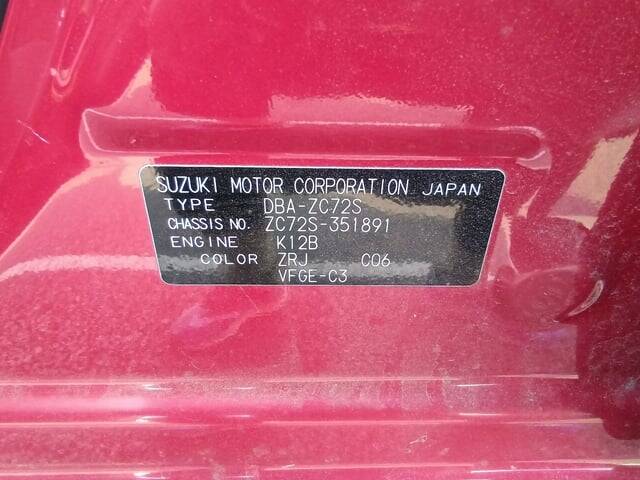 SUZUKI MOTOR CORPORATION JAPAN
TYPE DBA-ZC72S
CHASSIS NO. ZC72S-351891
ENGINE K12B
COLOR ZRJ C06
VFGE-C3